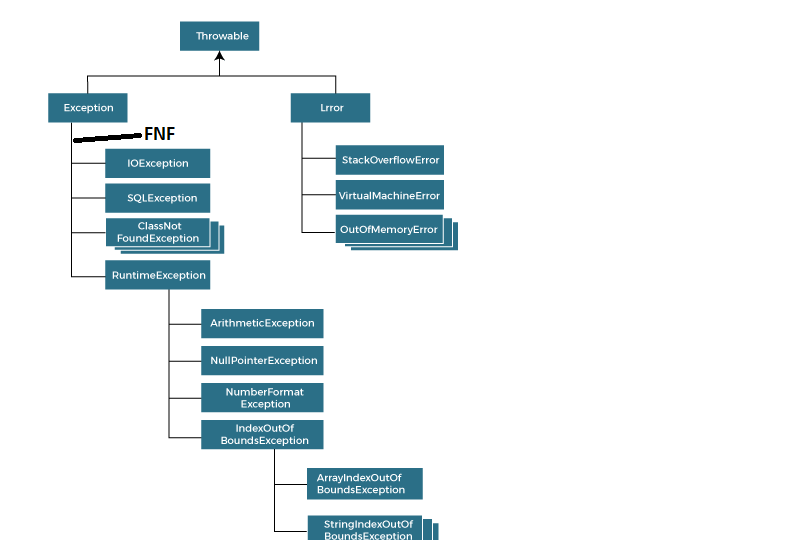 Throwable
Exception
Lrror
FNF
IOException
StackOverflowError
SQLException
VirtualMachineError
ClassNot
FoundException
OutOfMemoryError
RuntimeException
ArithmeticException
NullPointerException
NumberFormat
Exception
IndexOutOf
BoundsException
ArrayIndexOutOf
BoundsException
StringIndexOutOf
BoundsException